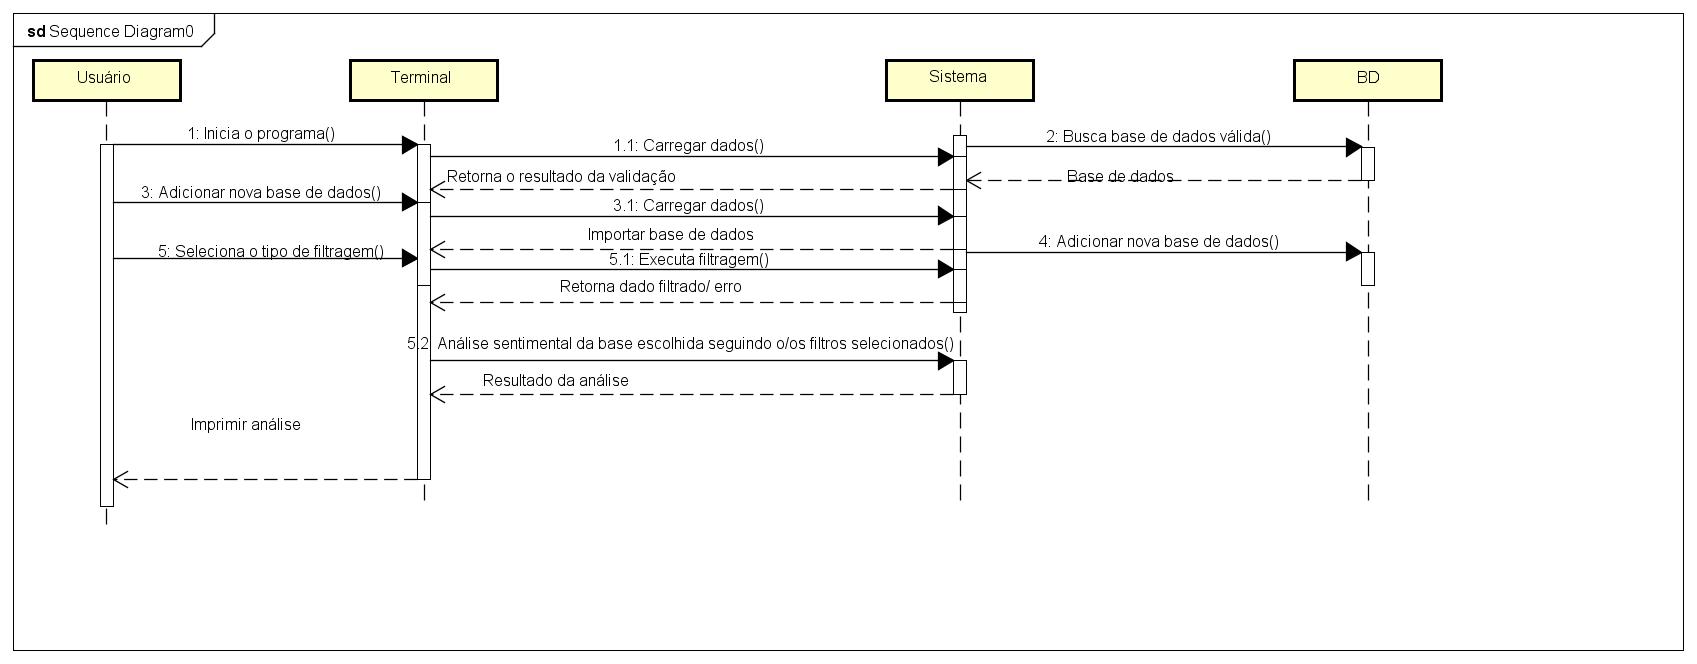 sd Sequence Diagram0
Usuário
Terminal
Sistema
BD
1: Inicia o programa()
1.1: Carregar dados()
2: Busca base de dados válida()
Retorna o resultado da validação
Base de dados
3: Adicionar nova base de dados()
3.1: Carregar dados()
Importar base de dados
4: Adicionar nova base de dados()
5: Seleciona o tipo de filtragem()
5.1: Executa filtragem()
Retorna dado filtrado/ erro
5.2 Análise sentimental da base escolhida seguindo o/os filtros selecionados()
Resultado da análise
Imprimir análise